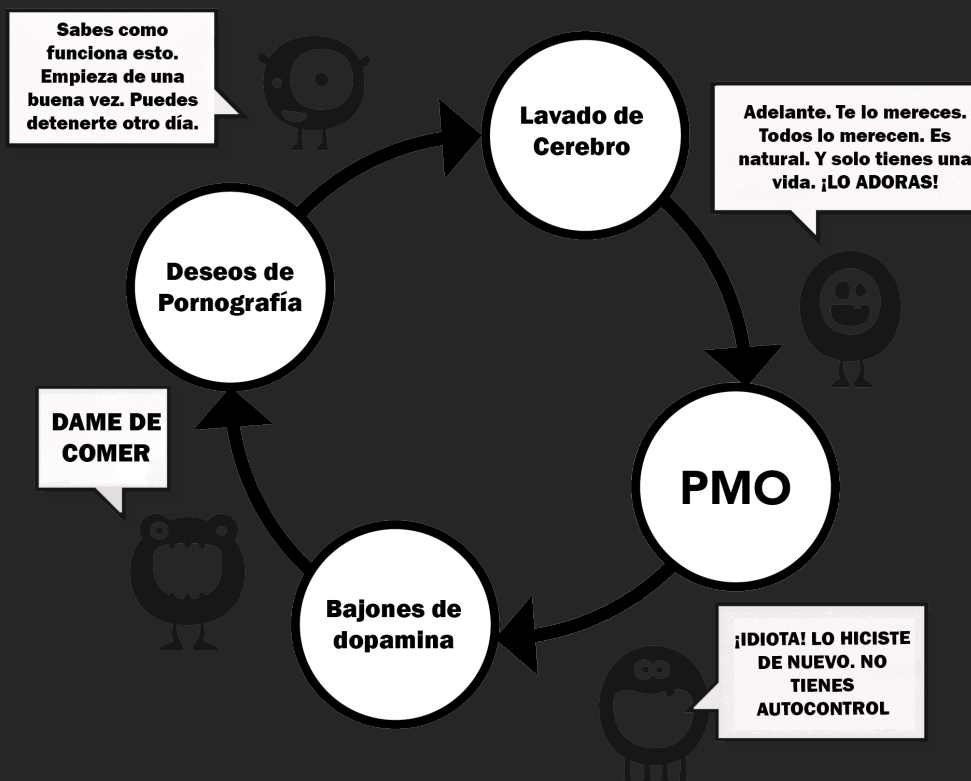 Sabes como
funciona esto.
Empieza de una
buena vez. Puedes
detenerte otro día.
Lavado de
Cerebro
Adelante. Te lo mereces.
Todos lo merecen. Es
natural. Y solo tienes una
vida. ¡LO ADORAS!
Deseos de
Pornografía
DAME DE
COMER
PMO
Bajones de
dopamina
¡IDIOTA! LO HICISTE
DE NUEVO. NO
TIENES
AUTOCONTROL